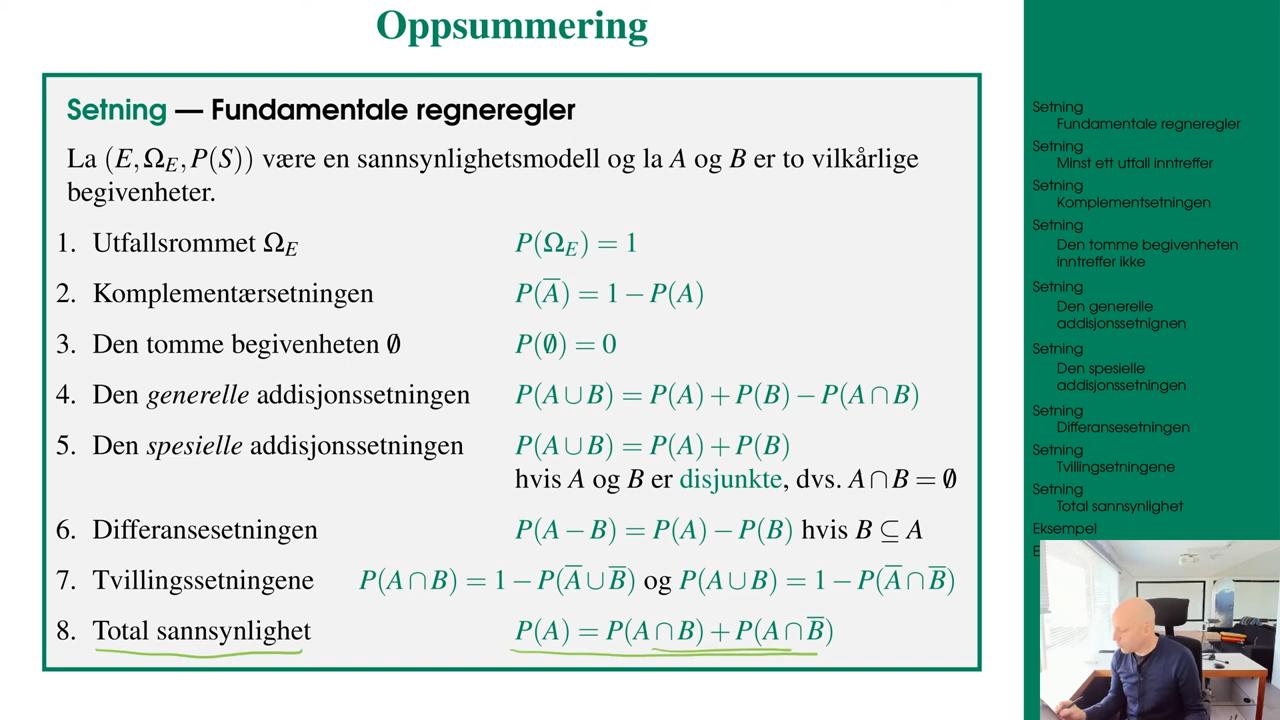 Oppsummering
Setning — Fundamentale regneregler
La (E, Ω_E, P(S)) være en sannsynlighetsmodell og la A og B er to vilkårlige
begivenheter.
1. Utfallsrommet Ω_E P(Ω_E) = 1
2. Komplementærsetningen P(A̅) = 1 − P(A)
3. Den tomme begivenheten ∅ P(∅) = 0
4. Den generelle addisjonssetningen P(A ∪ B) = P(A) + P(B) − P(A ∩ B)
5. Den spesielle addisjonssetningen P(A ∪ B) = P(A) + P(B)
hvis A og B er disjunkte, dvs. A ∩ B = ∅
6. Differansesetningen P(A − B) = P(A) − P(B) hvis B ⊆ A
7. Tvillingssetningene P(A ∩ B) = 1 − P(A̅ ∪ B̅) og P(A ∪ B) = 1 − P(A̅ ∩ B̅)
8. Total sannsynlighet P(A) = P(A ∩ B) + P(A ∩ B̅)
Setning
Fundamentale regneregler
Setning
Minst ett utfall inntreffer
Setning
Komplementsetningen
Setning
Den tomme begivenheten
inntreffer ikke
Setning
Den generelle
addisjonssetnignen
Setning
Den spesielle
addisjonssetningen
Setning
Differansesetningen
Setning
Tvillingsetningene
Setning
Total sannsynlighet
Eksempel